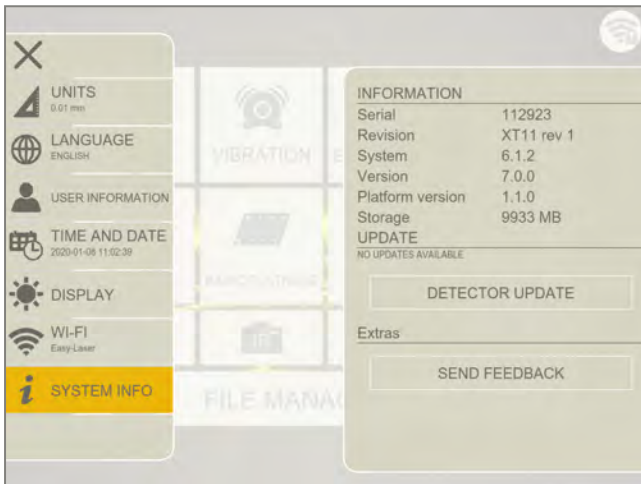 UNITS
0.01 mm
LANGUAGE
ENGLISH
USER INFORMATION
TIME AND DATE
2020-01-08 11:02:39
DISPLAY
WI-FI
Easy-Laser
SYSTEM INFO
VIBRATION
FILE MANA
INFORMATION
Serial 112923
Revision XT11 rev 1
System 6.1.2
Version 7.0.0
Platform version 1.1.0
Storage 9933 MB
UPDATE
NO UPDATES AVAILABLE
DETECTOR UPDATE
Extras
SEND FEEDBACK